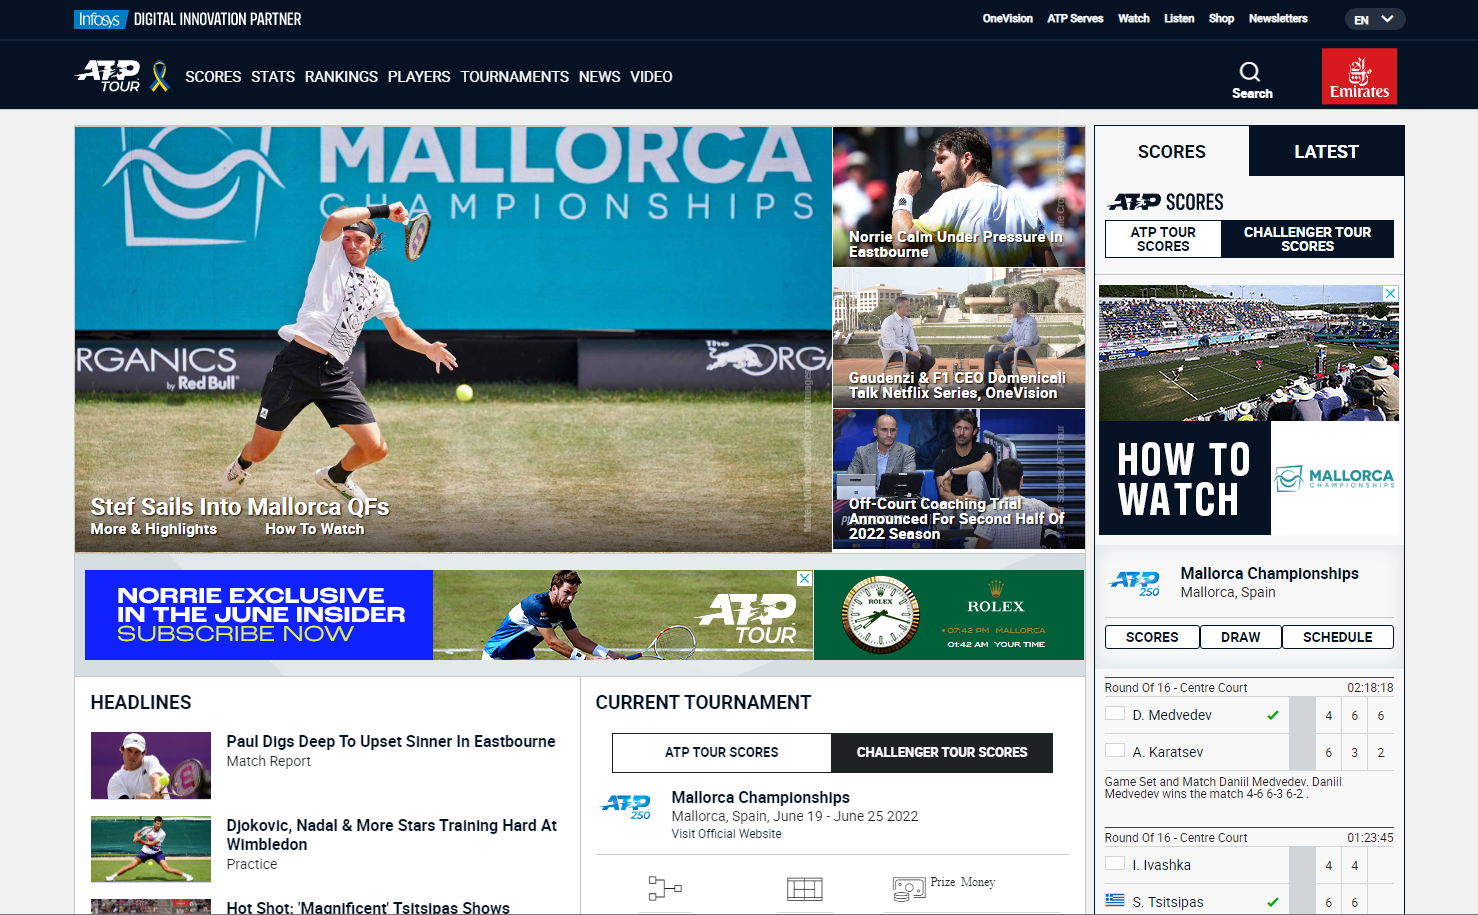 Infosys DIGITAL INNOVATION PARTNER
OneVision ATP Serves Watch Listen Shop Newsletters EN
ATP TOUR
SCORES STATS RANKINGS PLAYERS TOURNAMENTS NEWS VIDEO
Search
Emirates
MALLORCA
CHAMPIONSHIPS
RGANICS
by Red Bull
The
ORGA
Stef Sails Into Mallorca QFs
More & Highlights How To Watch
Norrie Calm Under Pressure In
Eastbourne
Gaudenzi & F1 CEO Domenicali
Talk Netflix Series, OneVision
Off-Court Coaching Trial
Announced For Second Half Of
2022 Season
NORRIE EXCLUSIVE
IN THE JUNE INSIDER
SUBSCRIBE NOW
ATP
TOUR
ROLEX
ROLEX
07:42 PM MALLORCA
01:42 AM YOUR TIME
HEADLINES
Paul Digs Deep To Upset Sinner In Eastbourne
Match Report
Djokovic, Nadal & More Stars Training Hard At
Wimbledon
Practice
Hot Shot: 'Magnificent' Tsitsipas Shows
CURRENT TOURNAMENT
ATP TOUR SCORES CHALLENGER TOUR SCORES
ATP 250
Mallorca Championships
Mallorca, Spain, June 19 - June 25 2022
Visit Official Website
Prize Money
SCORES LATEST
ATP SCORES
ATP TOUR
SCORES
CHALLENGER TOUR
SCORES
HOW TO
WATCH
MALLORCA
CHAMPIONSHIPS
ATP 250
Mallorca Championships
Mallorca, Spain
SCORES DRAW SCHEDULE
Round Of 16 - Centre Court 02:18:18
D. Medvedev 4 6 6
A. Karatsev 6 3 2
Game Set and Match Daniil Medvedev. Daniil
Medvedev wins the match 4-6 6-3 6-2 .
Round Of 16 - Centre Court 01:23:45
I. Ivashka 4 4
S. Tsitsipas 6 6